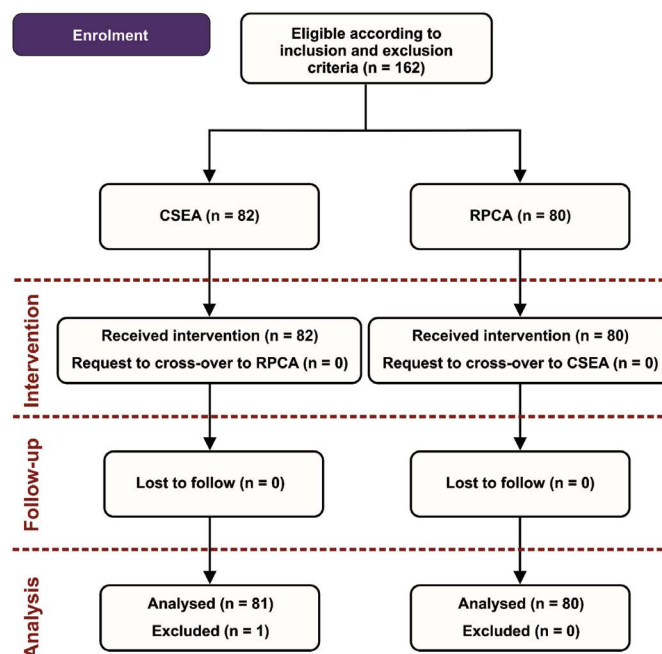 Enrolment
Eligible according to
inclusion and exclusion
criteria (n = 162)
CSEA (n = 82)
RPCA (n = 80)
Intervention
Received intervention (n = 82)
Request to cross-over to RPCA (n = 0)
Received intervention (n = 80)
Request to cross-over to CSEA (n = 0)
Follow-up
Lost to follow (n = 0)
Lost to follow (n = 0)
Analysis
Analysed (n = 81)
Excluded (n = 1)
Analysed (n = 80)
Excluded (n = 0)